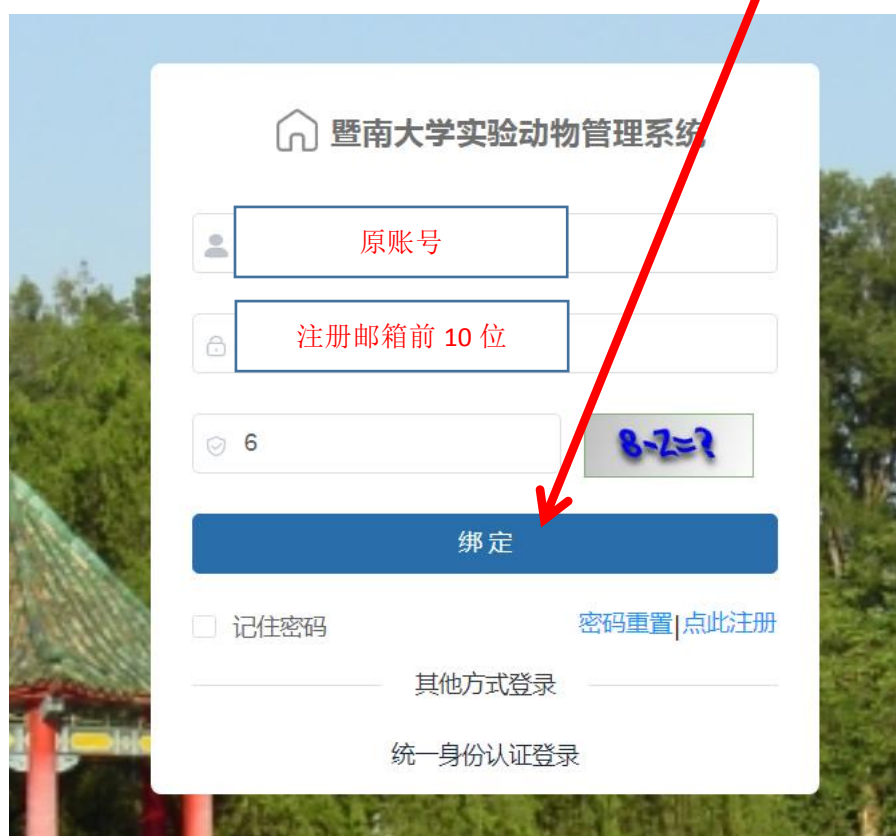 暨南大学实验动物管理系统
原账号
注册邮箱前 10 位
6
8-2=?
绑定
记住密码
密码重置|点此注册
其他方式登录
统一身份认证登录